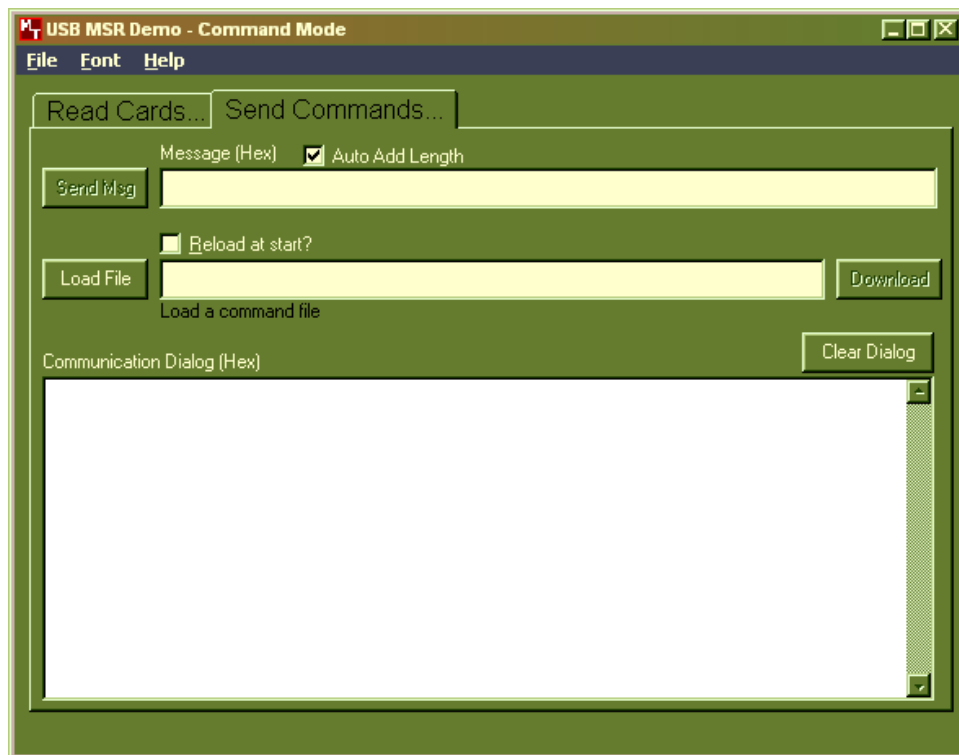 MT USB MSR Demo - Command Mode
File Font Help
Read Cards... Send Commands...
Message (Hex) Auto Add Length
Send Msg
Reload at start?
Load File Download
Load a command file
Clear Dialog
Communication Dialog (Hex)